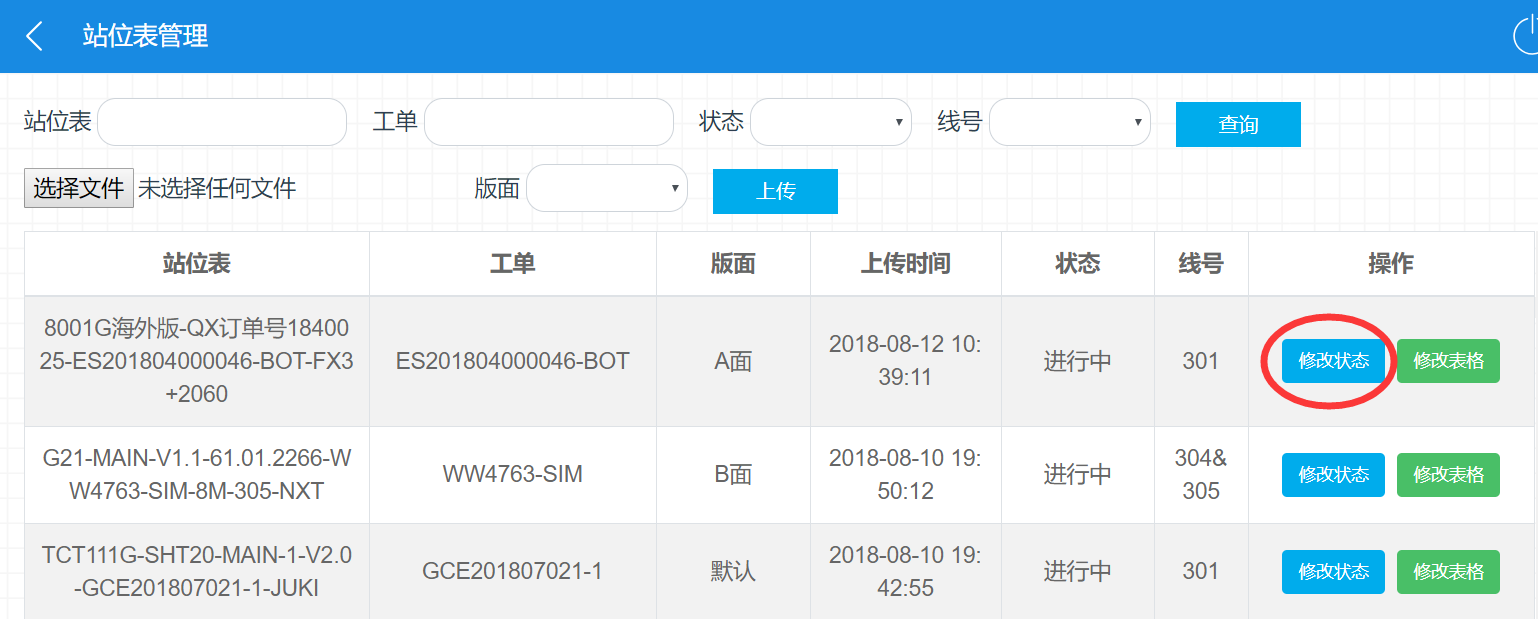 站位表管理
站位表 工单 状态 线号 查询
选择文件 未选择任何文件 版面 上传
站位表 工单 版面 上传时间 状态 线号 操作
8001G海外版-QX订单号18400
25-ES201804000046-BOT-FX3
+2060
ES201804000046-BOT
A面
2018-08-12 10:
39:11
进行中
301
修改状态 修改表格
G21-MAIN-V1.1-61.01.2266-W
W4763-SIM-8M-305-NXT
WW4763-SIM
B面
2018-08-10 19:
50:12
进行中
304&
305
修改状态 修改表格
TCT111G-SHT20-MAIN-1-V2.0
-GCE201807021-1-JUKI
GCE201807021-1
默认
2018-08-10 19:
42:55
进行中
301
修改状态 修改表格